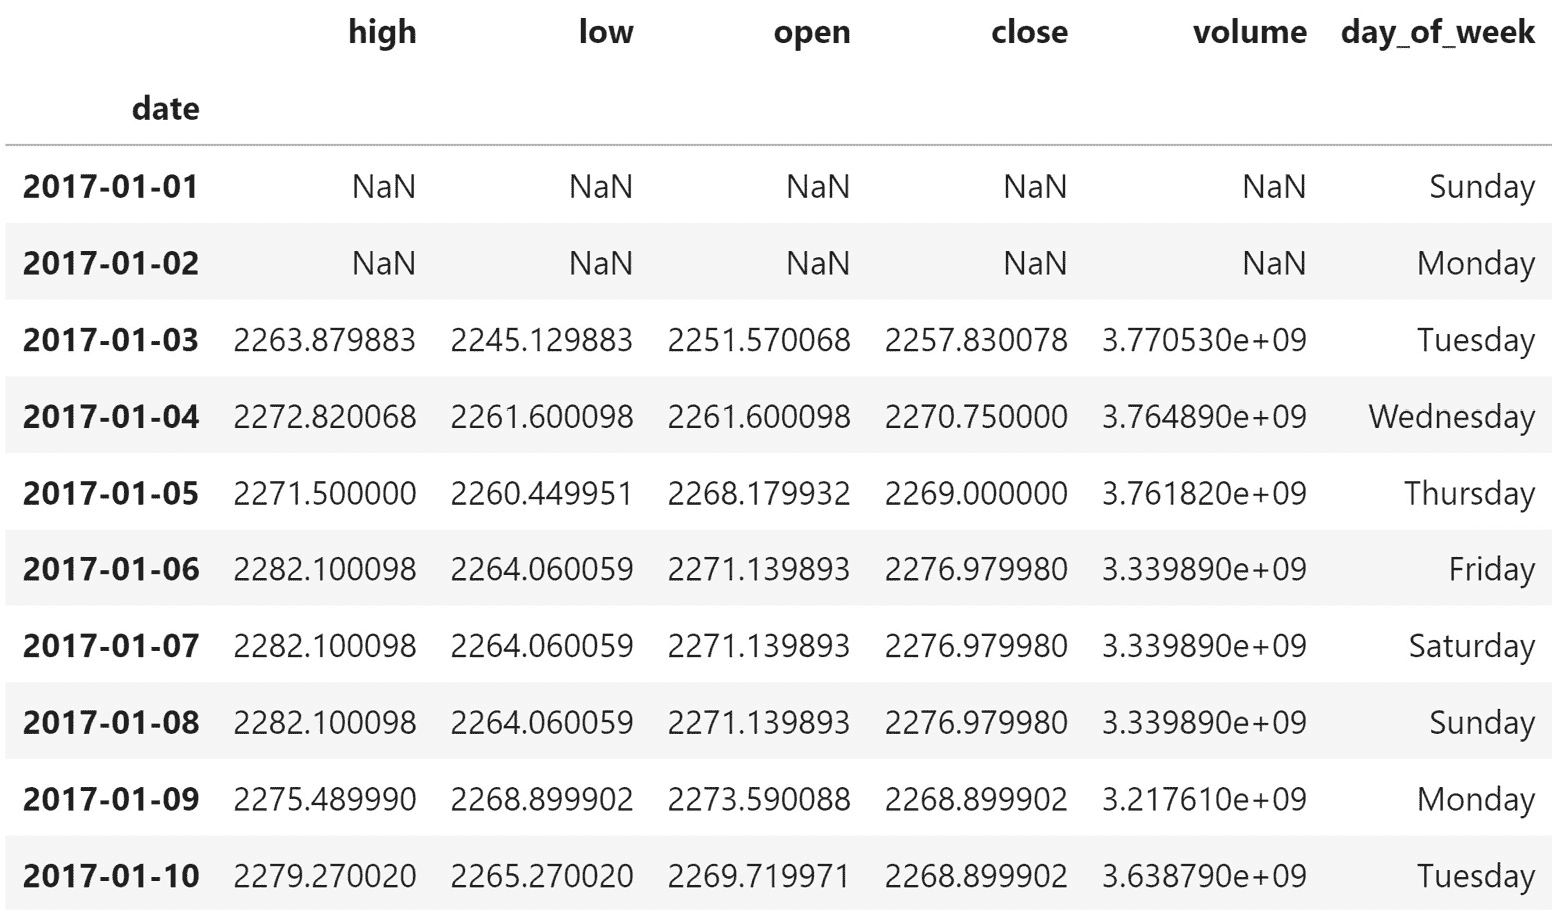 high low open close volume day_of_week
date
2017-01-01 NaN NaN NaN NaN NaN Sunday
2017-01-02 NaN NaN NaN NaN NaN Monday
2017-01-03 2263.879883 2245.129883 2251.570068 2257.830078 3.770530e+09 Tuesday
2017-01-04 2272.820068 2261.600098 2261.600098 2270.750000 3.764890e+09 Wednesday
2017-01-05 2271.500000 2260.449951 2268.179932 2269.000000 3.761820e+09 Thursday
2017-01-06 2282.100098 2264.060059 2271.139893 2276.979980 3.339890e+09 Friday
2017-01-07 2282.100098 2264.060059 2271.139893 2276.979980 3.339890e+09 Saturday
2017-01-08 2282.100098 2264.060059 2271.139893 2276.979980 3.339890e+09 Sunday
2017-01-09 2275.489990 2268.899902 2273.590088 2268.899902 3.217610e+09 Monday
2017-01-10 2279.270020 2265.270020 2269.719971 2268.899902 3.638790e+09 Tuesday